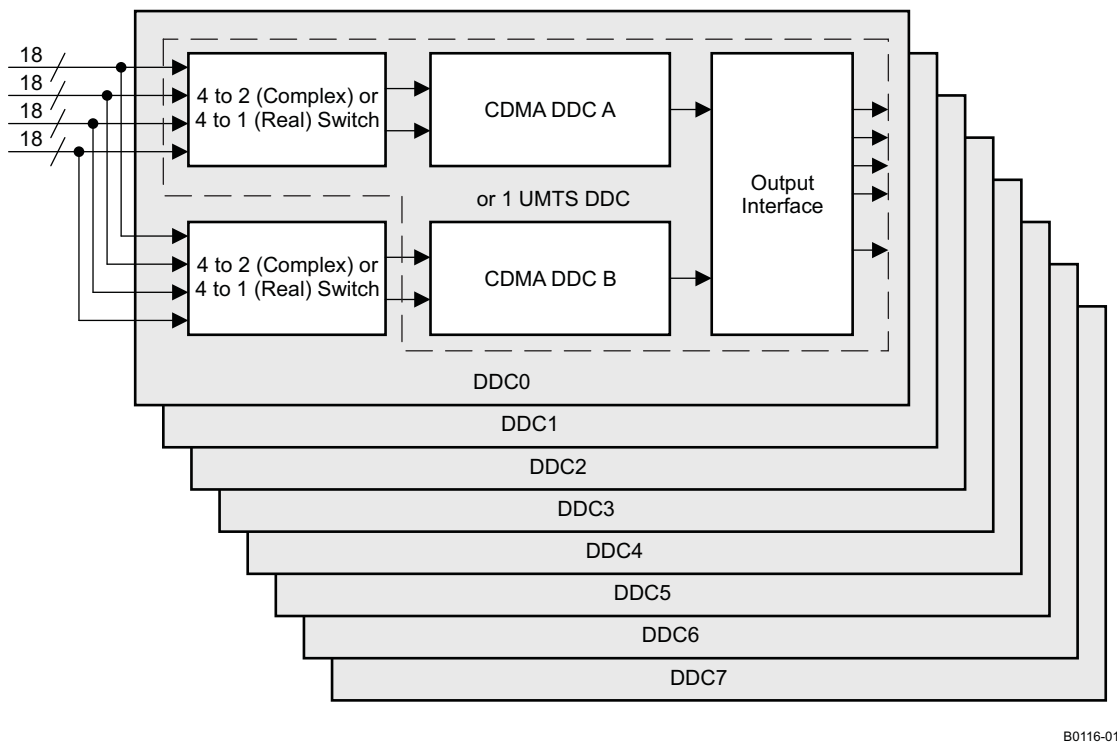 18
18
18
18
4 to 2 (Complex) or
4 to 1 (Real) Switch
CDMA DDC A
or 1 UMTS DDC
Output
Interface
4 to 2 (Complex) or
4 to 1 (Real) Switch
CDMA DDC B
DDC0
DDC1
DDC2
DDC3
DDC4
DDC5
DDC6
DDC7
B0116-01